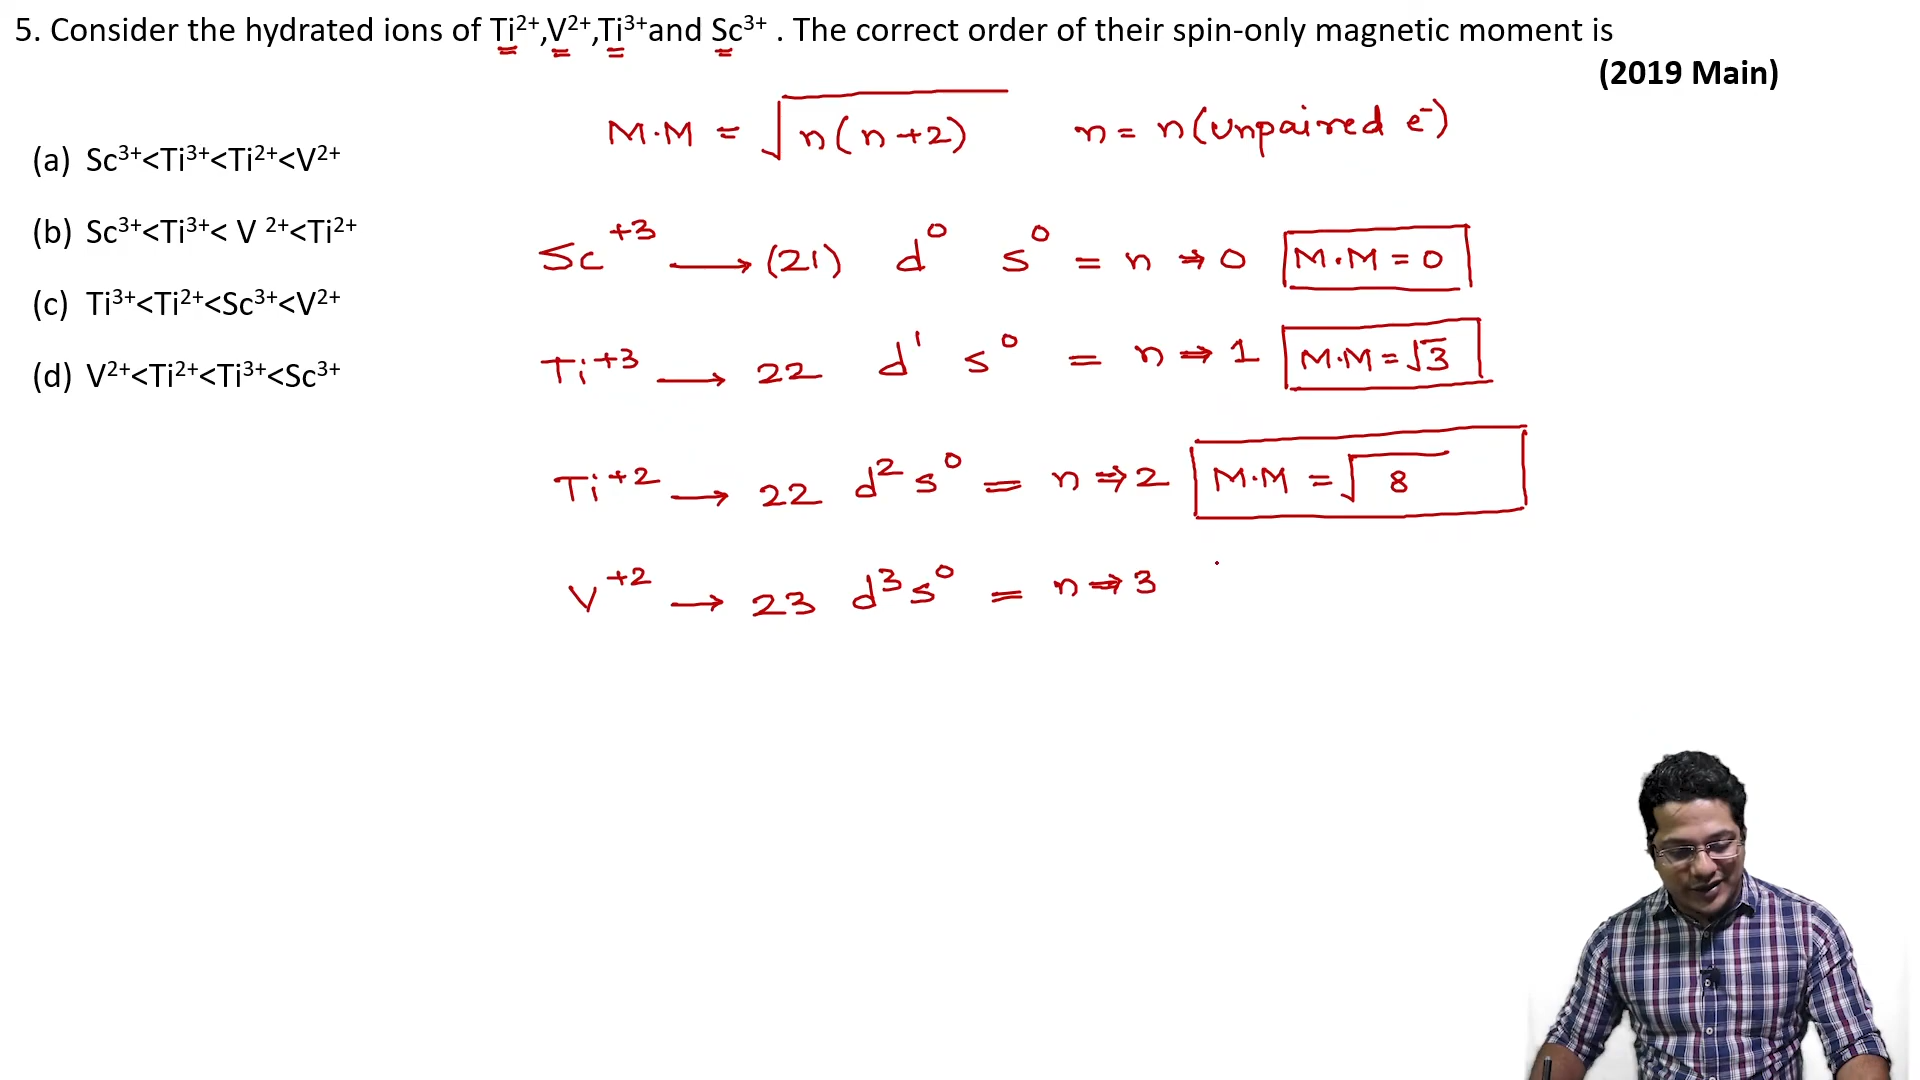 5. Consider the hydrated ions of Ti²⁺,V²⁺,Ti³⁺and Sc³⁺ . The correct order of their spin-only magnetic moment is
(2019 Main)
M.M = √n(n+2) n = n(unpaired e⁻)
(a) Sc³⁺<Ti³⁺<Ti²⁺<V²⁺
(b) Sc³⁺<Ti³⁺< V ²⁺<Ti²⁺
(c) Ti³⁺<Ti²⁺<Sc³⁺<V²⁺
(d) V²⁺<Ti²⁺<Ti³⁺<Sc³⁺
Sc⁺³ ⟶ (21) d⁰ s⁰ = n ⇒ 0 M.M = 0
Ti⁺³ ⟶ 22 d¹ s⁰ = n ⇒ 1 M.M = √3
Ti⁺² ⟶ 22 d² s⁰ = n ⇒ 2 M.M = √8
V⁺² → 23 d³ s⁰ = n ⇒ 3